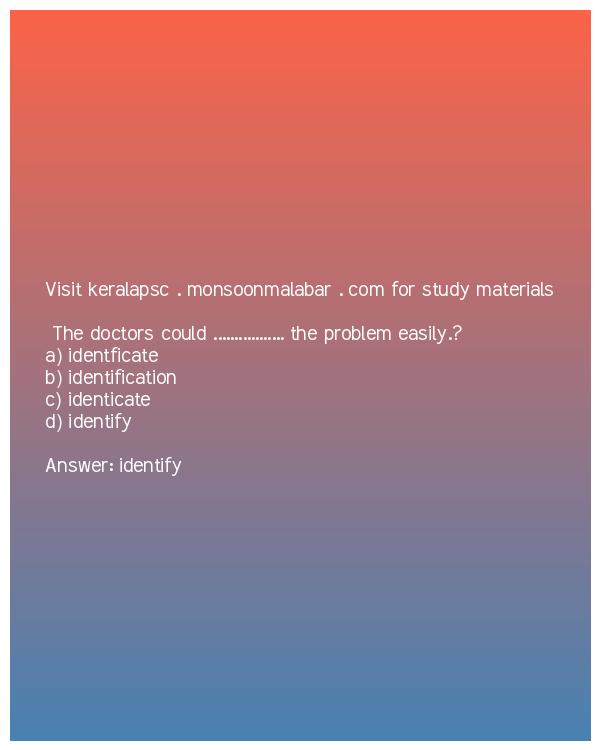 Visit keralapsc . monsoonmalabar . com for study materials
The doctors could ................. the problem easily.?
a) identficate
b) identification
c) identicate
d) identify
Answer: identify